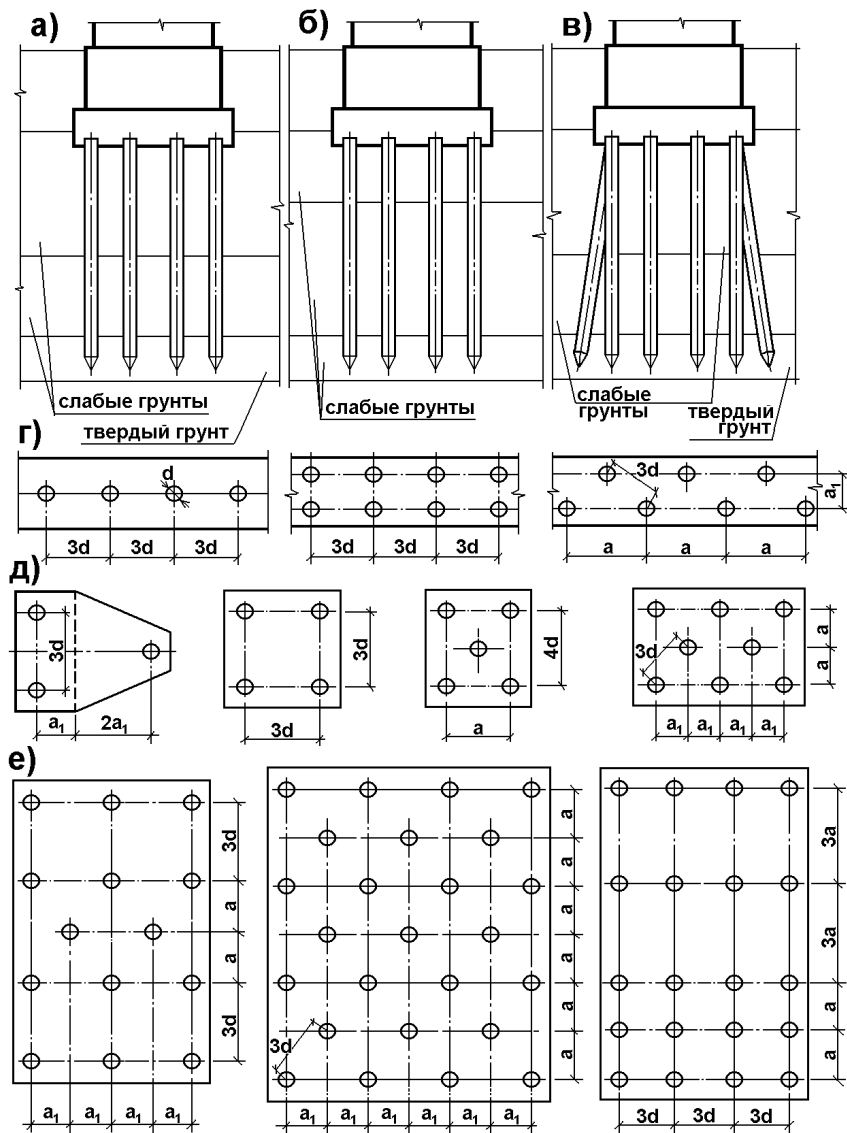 а)
б)
в)
слабые грунты
твердый грунт
слабые грунты
слабые
грунты
твердый
грунт
г)
d
3d
3d
3d
3d
3d
3d
3d
a₁
a
a
a
д)
3d
a₁
2a₁
3d
3d
4d
a
3d
a
a
a₁
a₁
a₁
a₁
е)
3d
a
a
3d
a₁
a₁
a₁
a₁
3d
a
a
a
a
a
a
a₁
a₁
a₁
a₁
a₁
a₁
3a
3a
a
a
3d
3d
3d